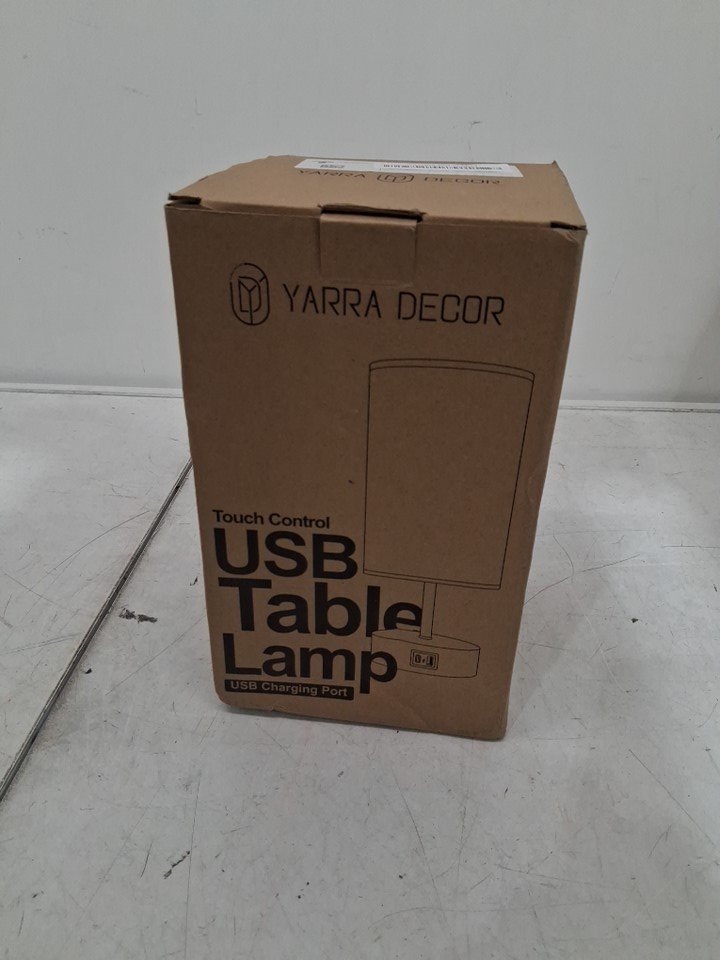 YARRA DECOR
YARRA DECOR
Touch Control
USB
Table
Lamp
USB Charging Port